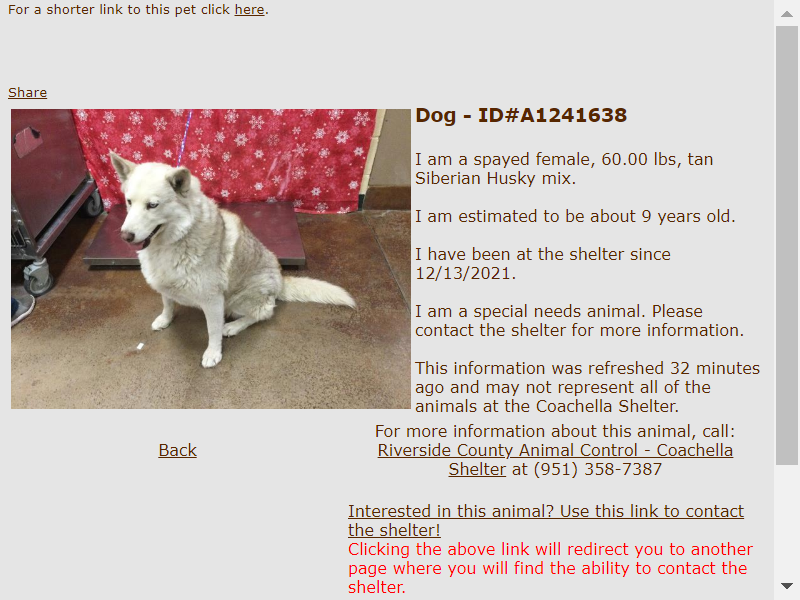 For a shorter link to this pet click here.
Share
Dog - ID#A1241638
I am a spayed female, 60.00 lbs, tan
Siberian Husky mix.
I am estimated to be about 9 years old.
I have been at the shelter since
12/13/2021.
I am a special needs animal. Please
contact the shelter for more information.
This information was refreshed 32 minutes
ago and may not represent all of the
animals at the Coachella Shelter.
Back
For more information about this animal, call:
Riverside County Animal Control - Coachella
Shelter at (951) 358-7387
Interested in this animal? Use this link to contact
the shelter!
Clicking the above link will redirect you to another
page where you will find the ability to contact the
shelter.